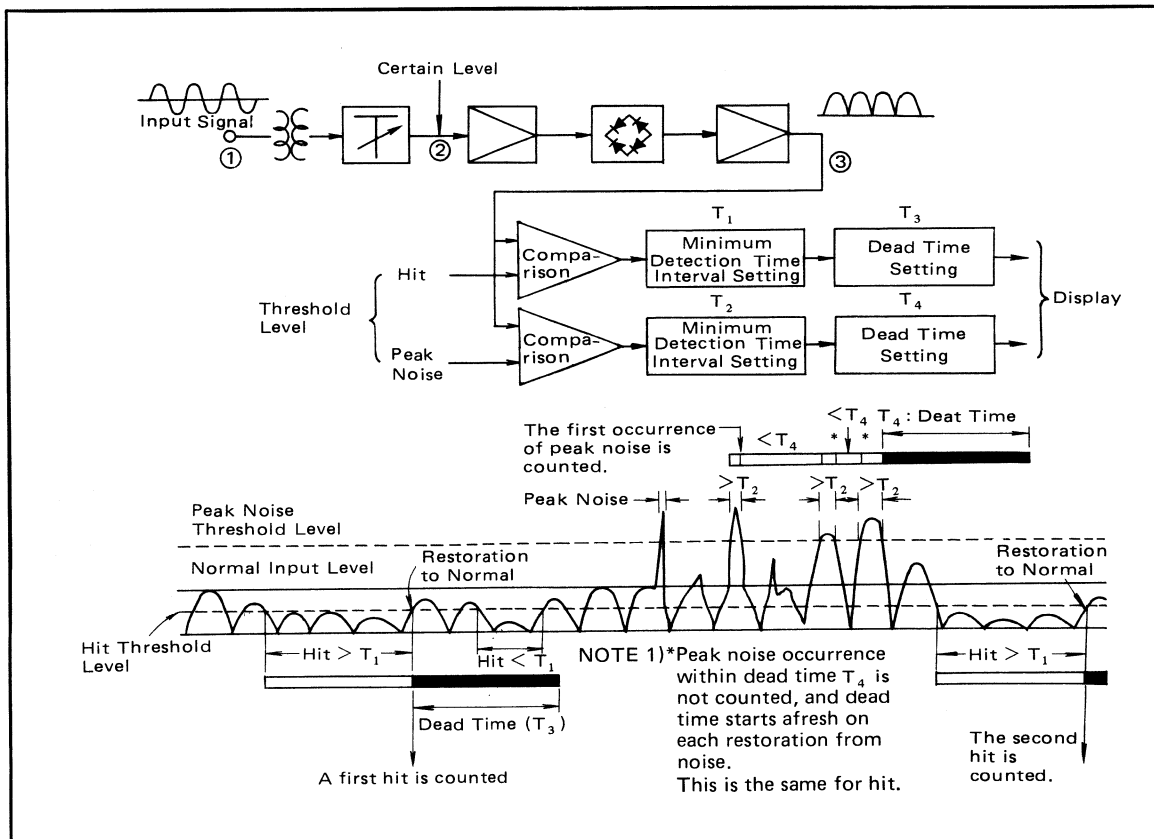 Certain Level
Input Signal
①
②
③
T1
T3
Compa-
rison
Minimum
Detection Time
Interval Setting
Dead Time
Setting
Hit
Threshold
Level
Display
T2
T4
Compa-
rison
Minimum
Detection Time
Interval Setting
Dead Time
Setting
Peak
Noise
<T4 T4 : Deat Time
The first occurrence
of peak noise is
counted.
<T4
* *
>T2 >T2 >T2
Peak Noise
Peak Noise
Threshold Level
Restoration
to Normal
Restoration
to Normal
Normal Input Level
Hit Threshold
Level
Hit > T1
Hit < T1
Hit > T1
Dead Time (T3)
A first hit is counted
NOTE 1)*Peak noise occurrence
within dead time T4 is
not counted, and dead
time starts afresh on
each restoration from
noise.
This is the same for hit.
The second
hit is
counted.